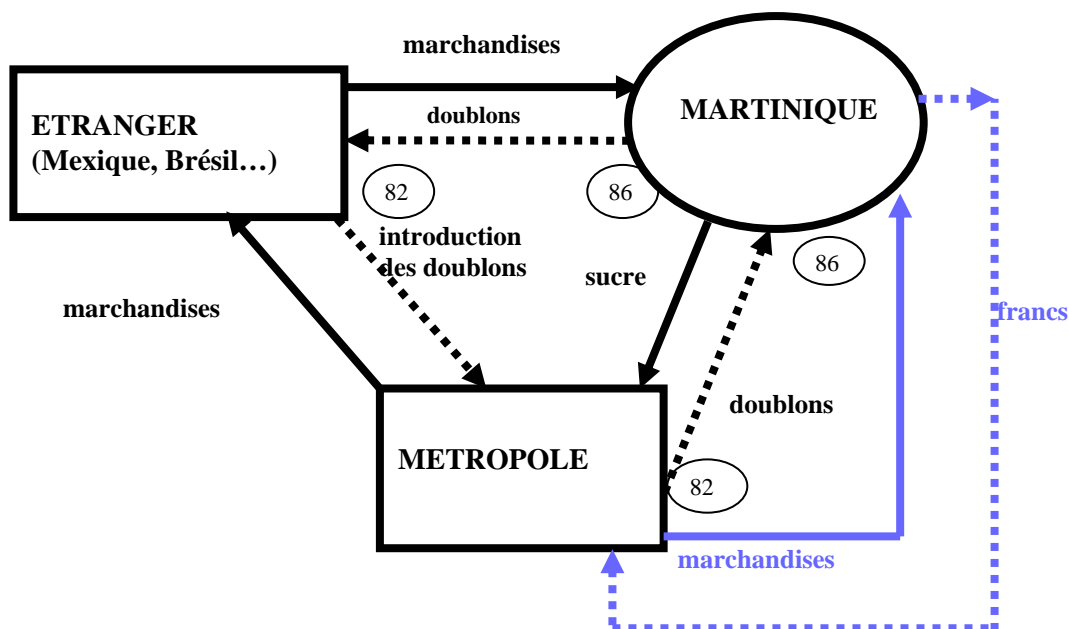 marchandises
ETRANGER
(Mexique, Brésil…)
doublons
MARTINIQUE
82
86
introduction
des doublons
sucre
86
marchandises
francs
doublons
METROPOLE
82
marchandises